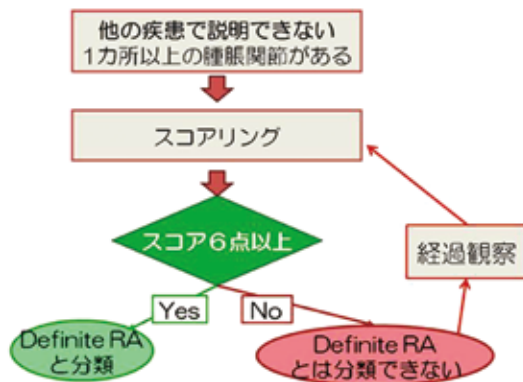 他の疾患で説明できない
1カ所以上の腫脹関節がある
スコアリング
スコア6点以上
経過観察
Yes
No
Definite RA
と分類
Definite RA
とは分類できない